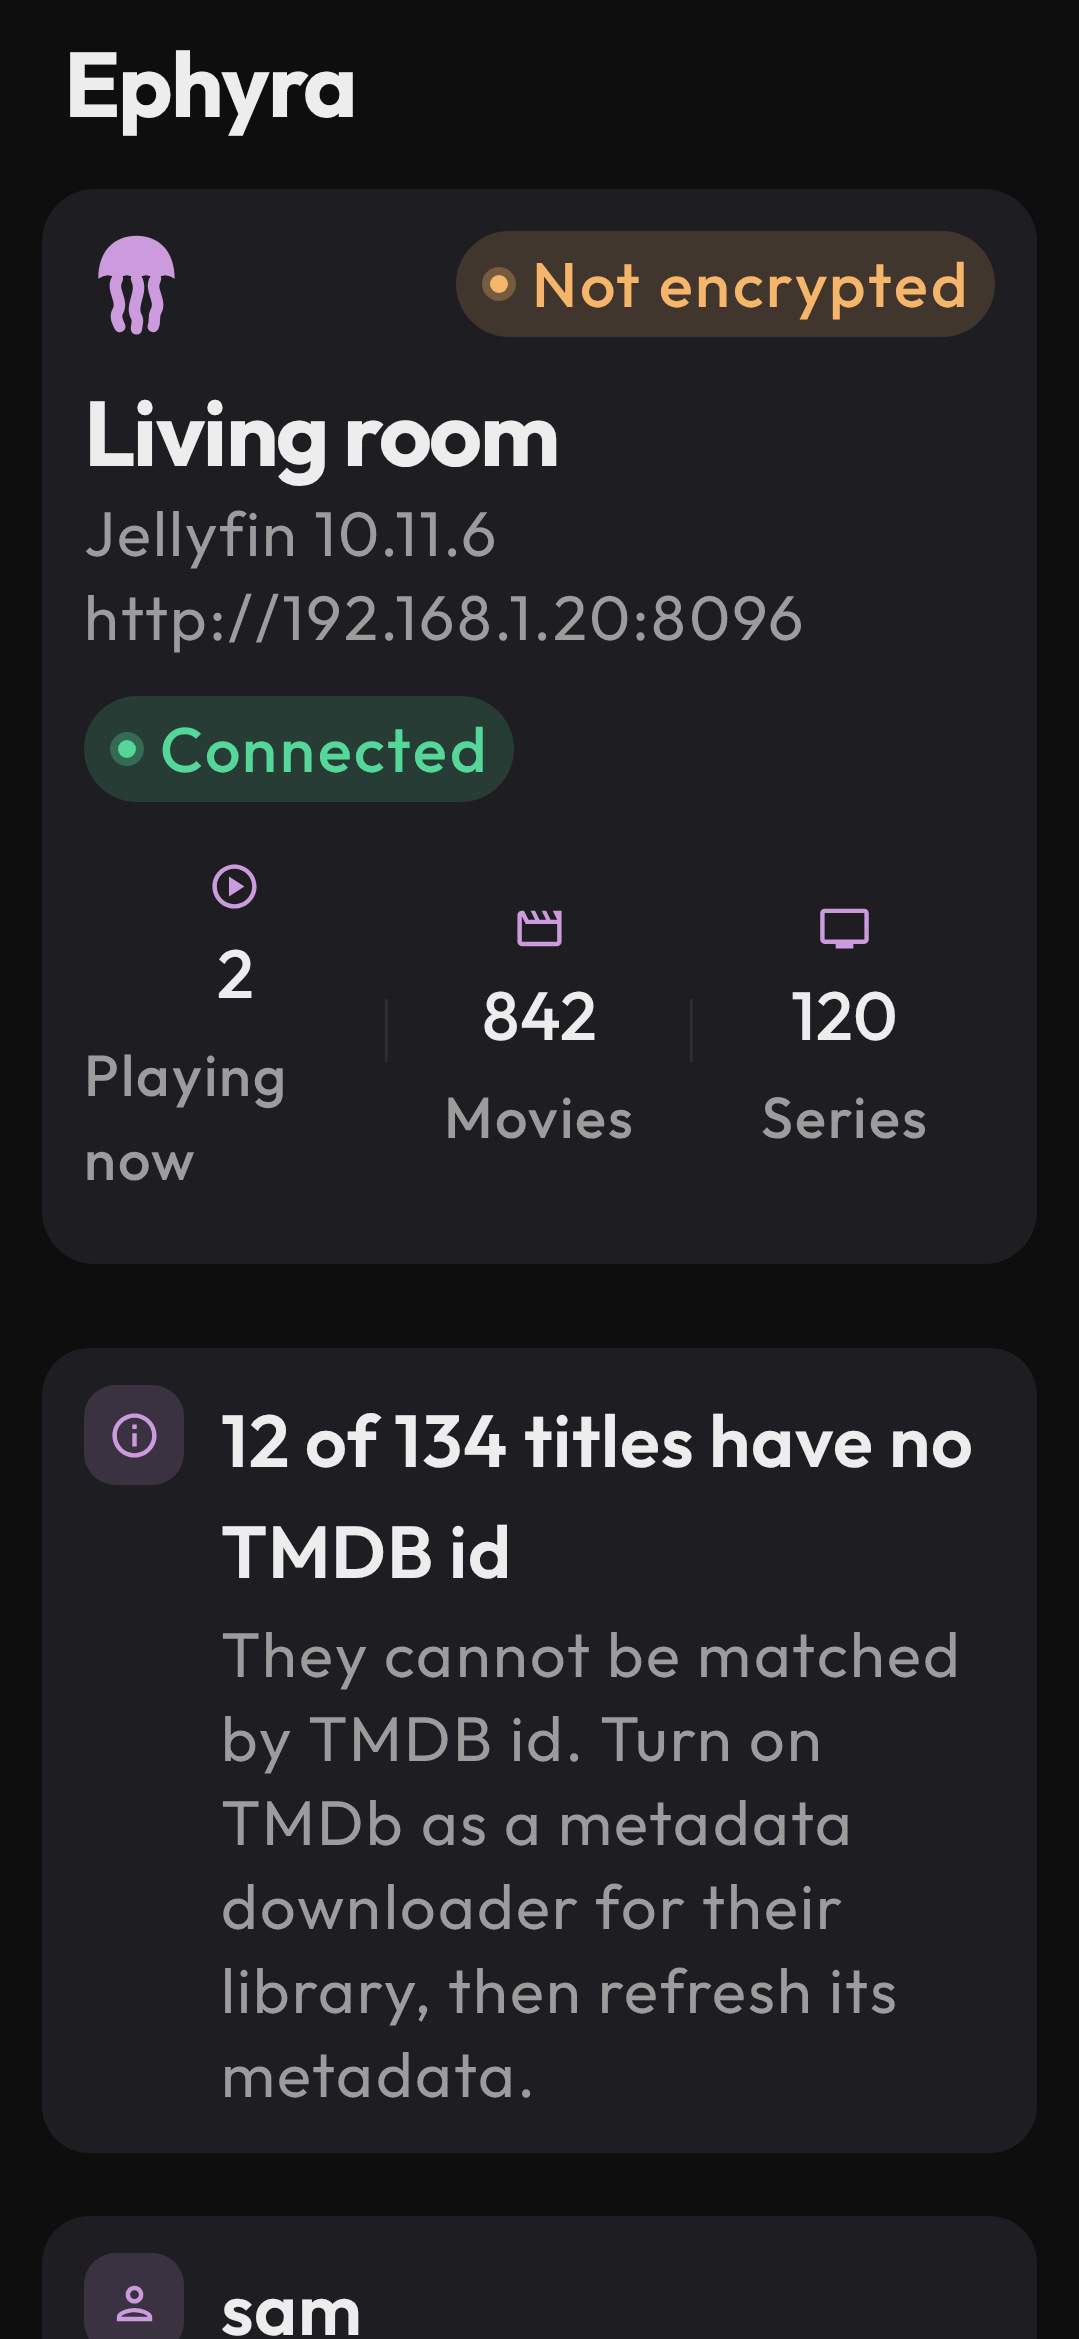 Ephyra
Not encrypted
Living room
Jellyfin 10.11.6
http://192.168.1.20:8096
Connected
2
Playing
now
842
Movies
120
Series
12 of 134 titles have no
TMDB id
They cannot be matched
by TMDB id. Turn on
TMDb as a metadata
downloader for their
library, then refresh its
metadata.
sam